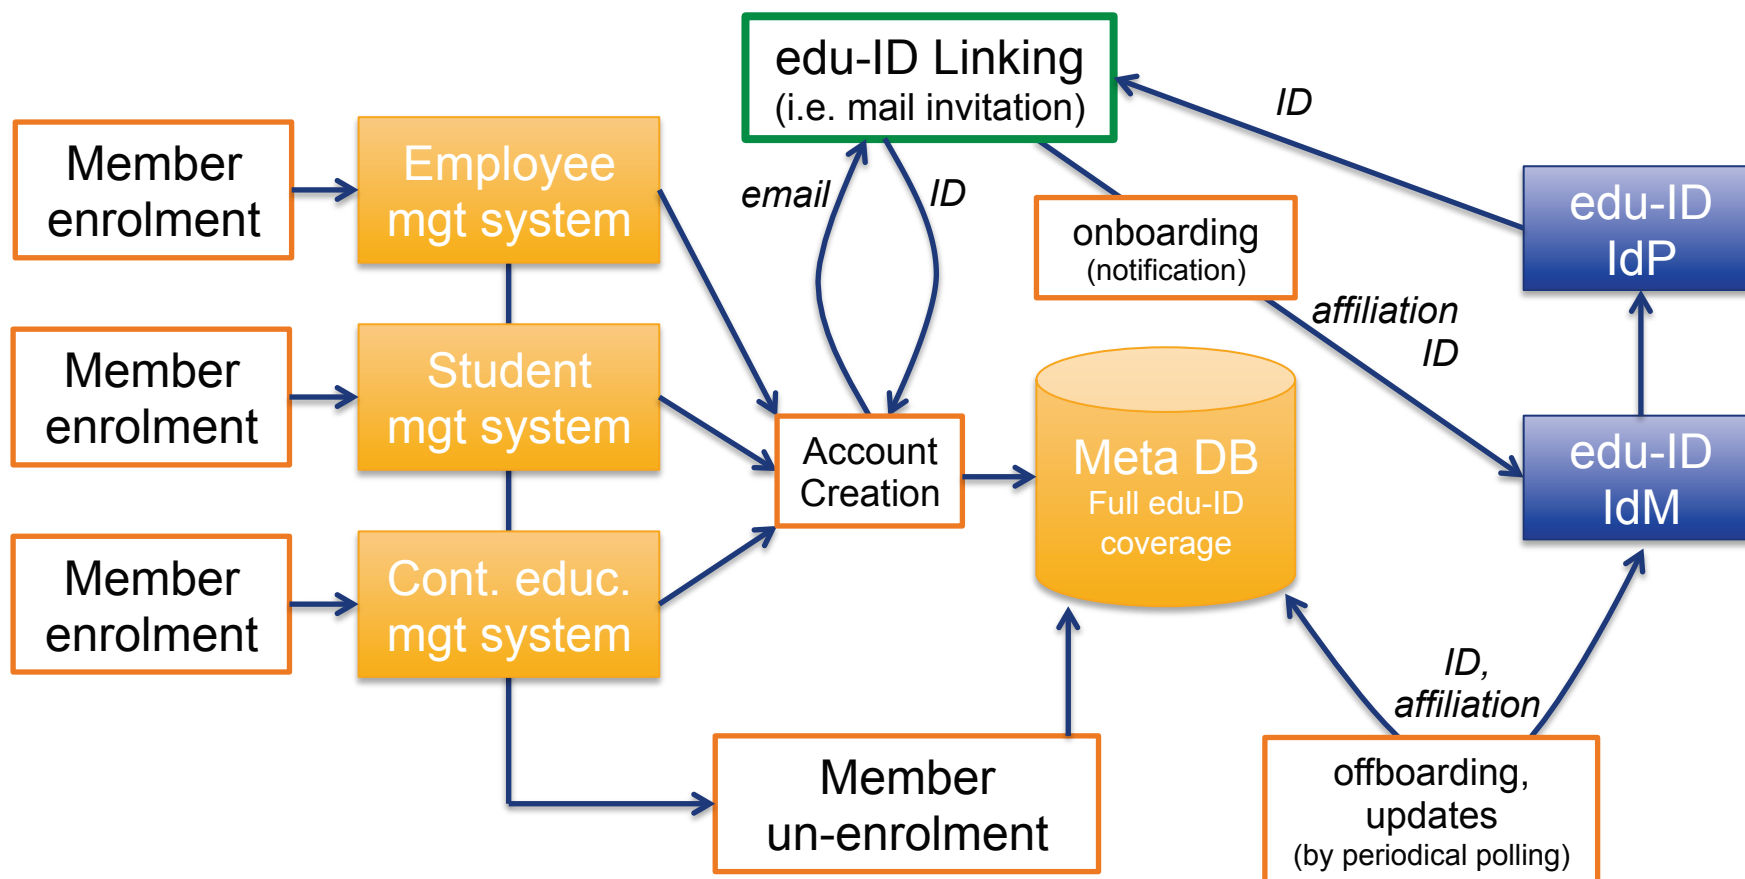 edu-ID Linking
(i.e. mail invitation)
ID
Member
enrolment
Employee
mgt system
email
ID
onboarding
(notification)
edu-ID
IdP
affiliation
ID
Member
enrolment
Student
mgt system
Account
Creation
Meta DB
Full edu-ID
coverage
edu-ID
IdM
Member
enrolment
Cont. educ.
mgt system
ID,
affiliation
Member
un-enrolment
offboarding,
updates
(by periodical polling)